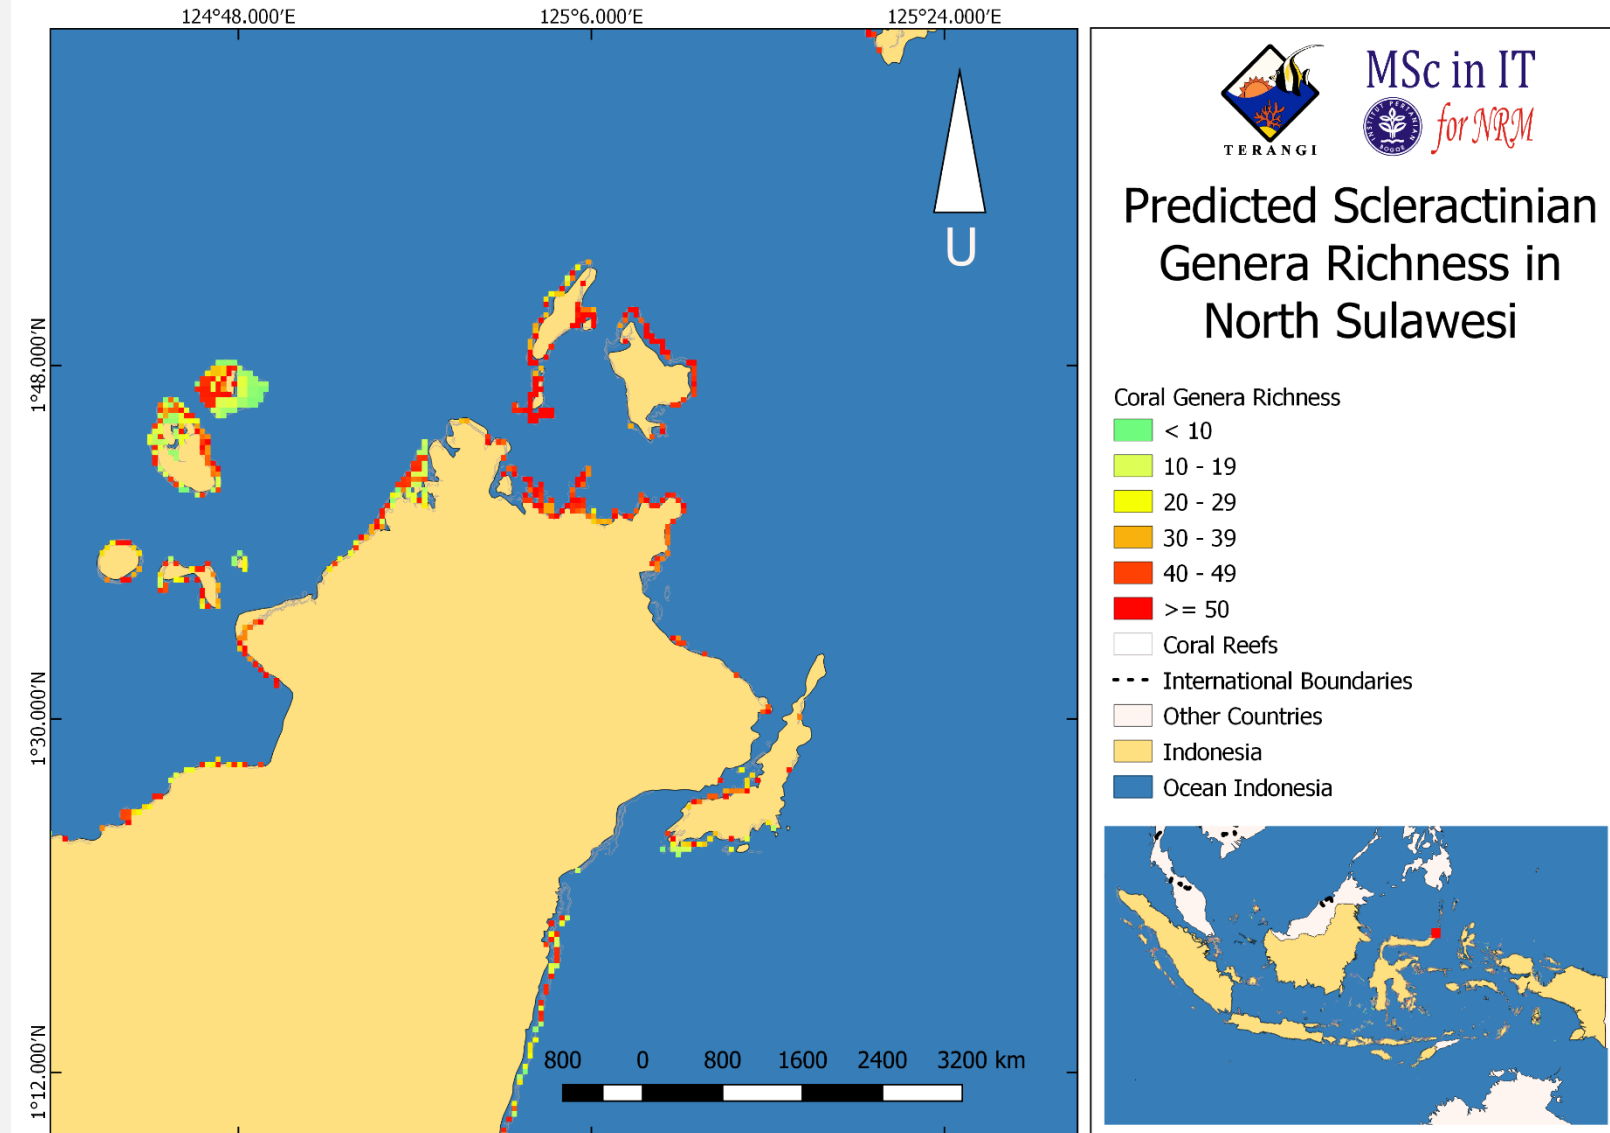 124°48.000'E 125°6.000'E 125°24.000'E
1°48.000'N
1°30.000'N
1°12.000'N
U
800 0 800 1600 2400 3200 km
TERANGI
MSc in IT
for NRM
INSTITUT PERTANIAN
BOGOR
Predicted Scleractinian
Genera Richness in
North Sulawesi
Coral Genera Richness
< 10
10 - 19
20 - 29
30 - 39
40 - 49
>= 50
Coral Reefs
International Boundaries
Other Countries
Indonesia
Ocean Indonesia